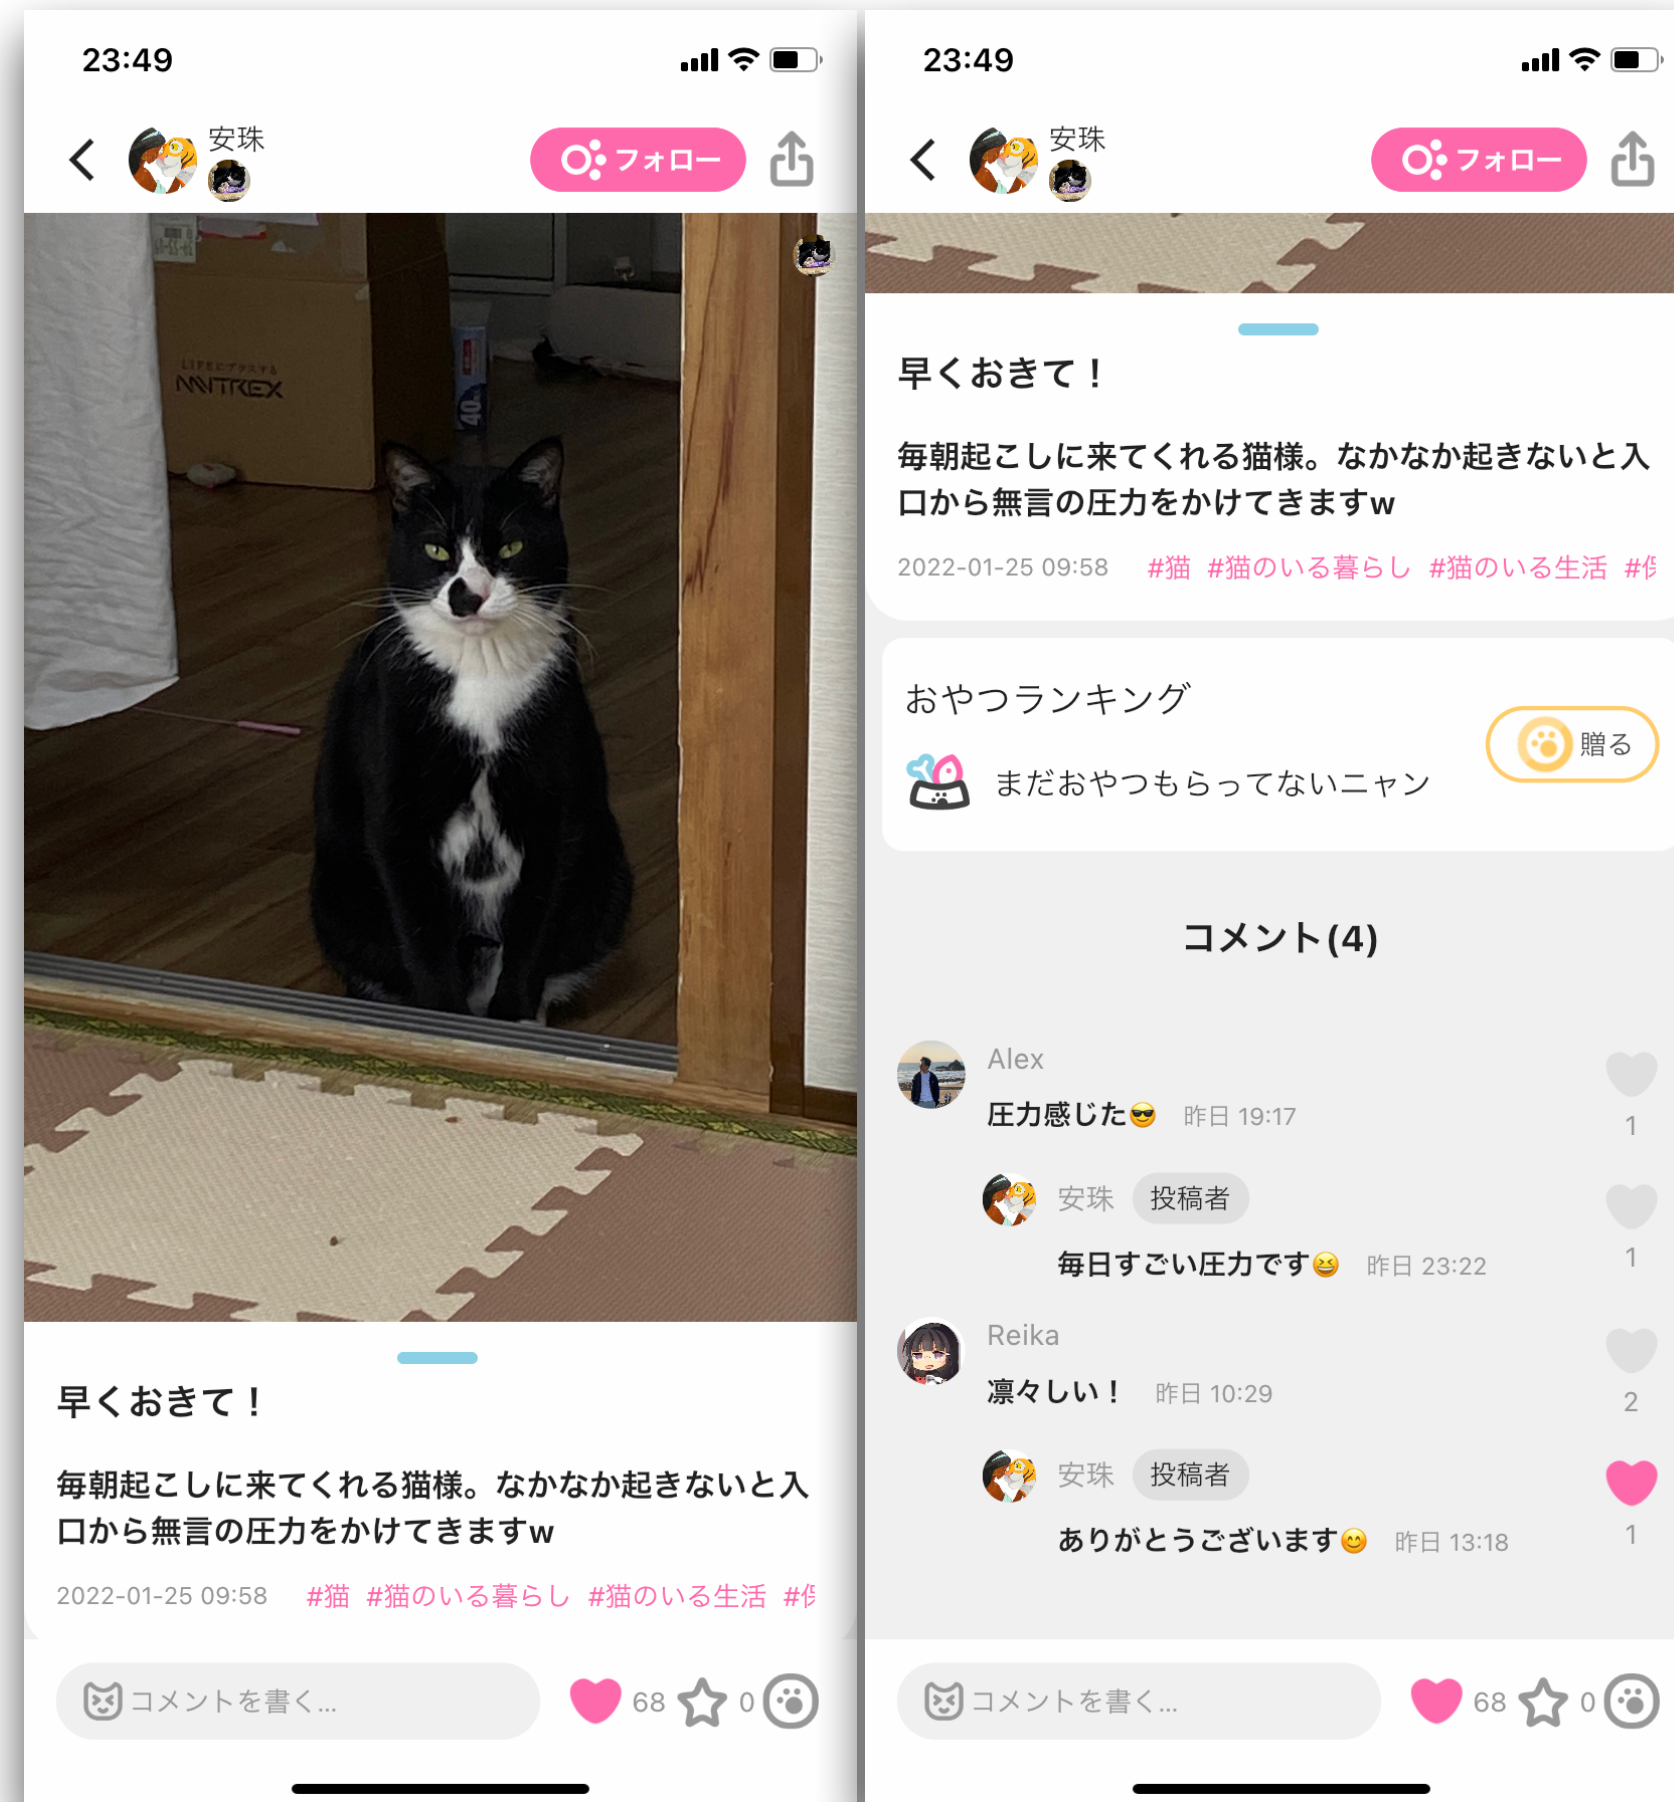 23:49
安珠
フォロー
LIFEにプラスする
MVTREX
40
早くおきて！
毎朝起こしに来てくれる猫様。なかなか起きないと入
口から無言の圧力をかけてきますw
2022-01-25 09:58 #猫 #猫のいる暮らし #猫のいる生活
コメントを書く...
68
0
23:49
安珠
フォロー
早くおきて！
毎朝起こしに来てくれる猫様。なかなか起きないと入
口から無言の圧力をかけてきますw
2022-01-25 09:58 #猫 #猫のいる暮らし #猫のいる生活
おやつランキング
まだおやつもらってないニャン
贈る
コメント(4)
Alex
圧力感じた😎 昨日 19:17
1
安珠 投稿者
毎日すごい圧力です😆 昨日 23:22
1
Reika
凛々しい！ 昨日 10:29
2
安珠 投稿者
ありがとうございます😊 昨日 13:18
1
コメントを書く...
68
0